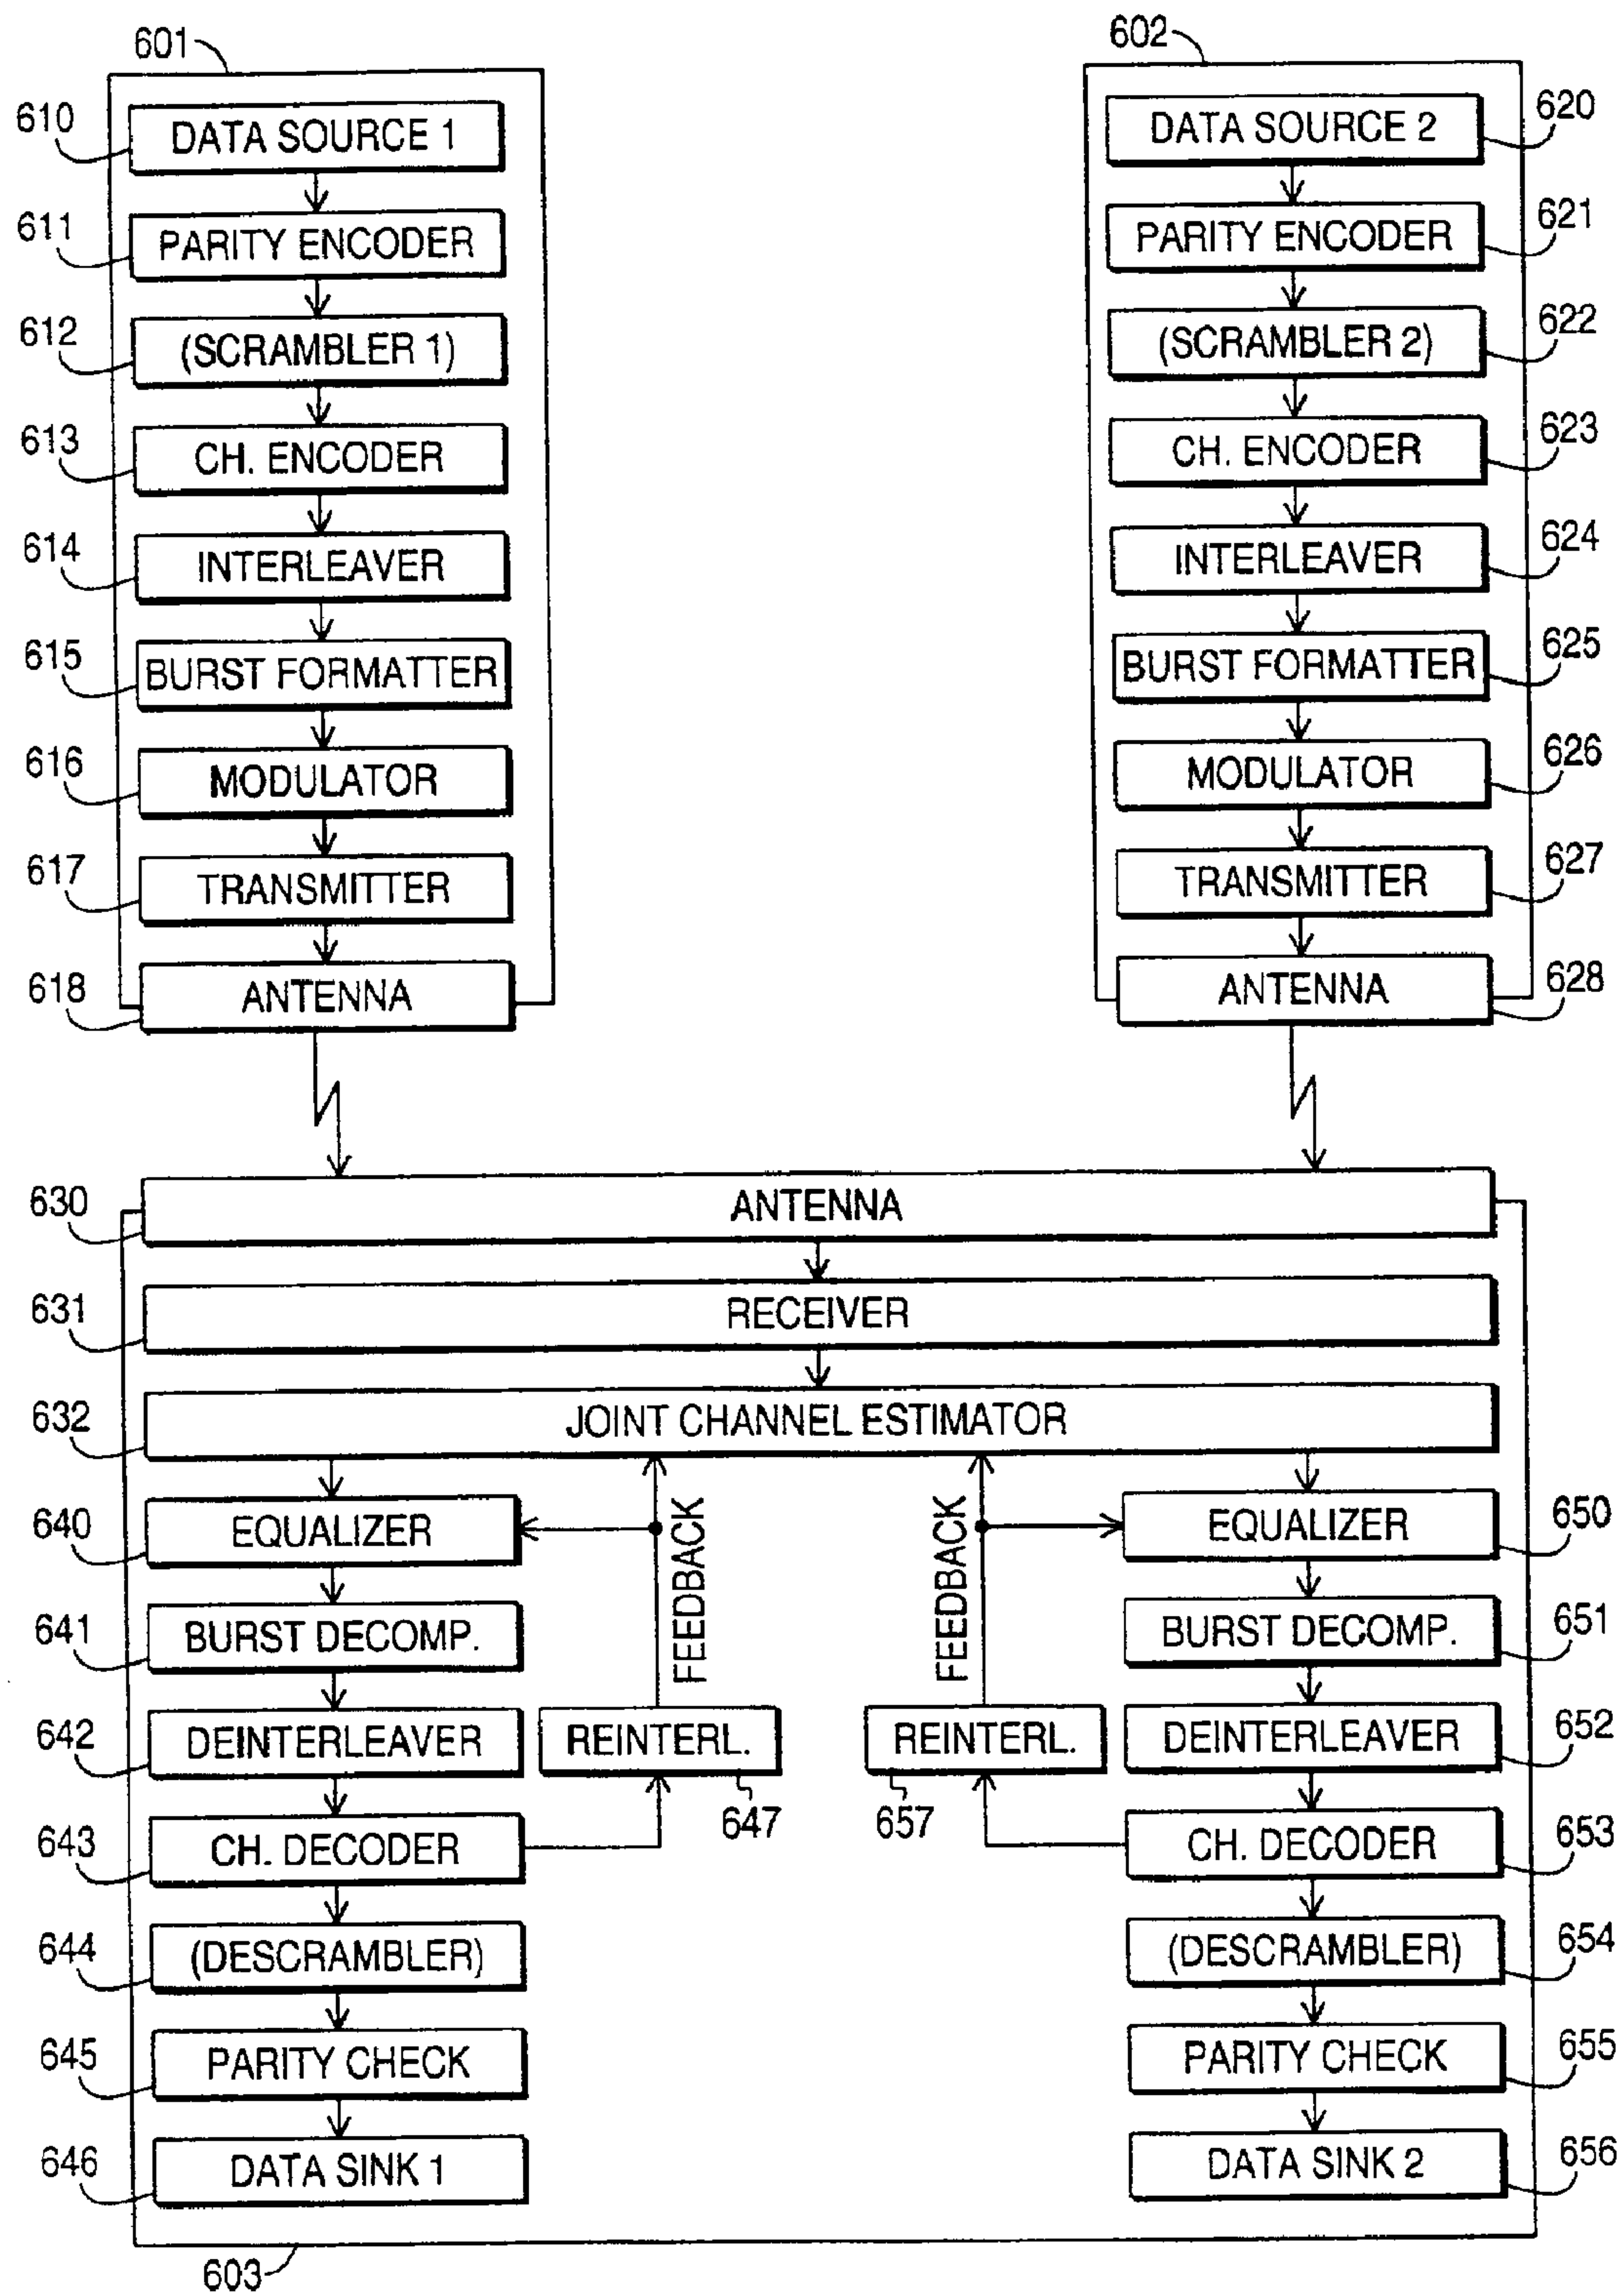 601
602
610
DATA SOURCE 1
DATA SOURCE 2
620
611
PARITY ENCODER
PARITY ENCODER
621
612
(SCRAMBLER 1)
(SCRAMBLER 2)
622
613
CH. ENCODER
CH. ENCODER
623
614
INTERLEAVER
INTERLEAVER
624
615
BURST FORMATTER
BURST FORMATTER
625
616
MODULATOR
MODULATOR
626
617
TRANSMITTER
TRANSMITTER
627
618
ANTENNA
ANTENNA
628
630
ANTENNA
631
RECEIVER
632
JOINT CHANNEL ESTIMATOR
640
EQUALIZER
FEEDBACK
FEEDBACK
EQUALIZER
650
641
BURST DECOMP.
BURST DECOMP.
651
642
DEINTERLEAVER
REINTERL.
REINTERL.
DEINTERLEAVER
652
647
657
643
CH. DECODER
CH. DECODER
653
644
(DESCRAMBLER)
(DESCRAMBLER)
654
645
PARITY CHECK
PARITY CHECK
655
646
DATA SINK 1
DATA SINK 2
656
603